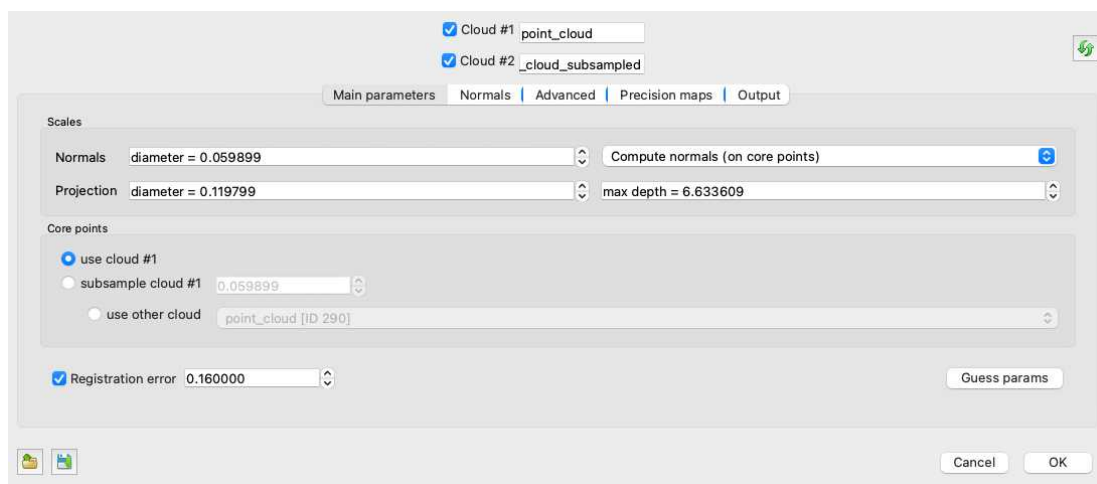 Cloud #1 point_cloud
Cloud #2 _cloud_subsampled
Main parameters Normals Advanced Precision maps Output
Scales
Normals diameter = 0.059899 Compute normals (on core points)
Projection diameter = 0.119799 max depth = 6.633609
Core points
use cloud #1
subsample cloud #1 0.059899
use other cloud point_cloud [ID 290]
Registration error 0.160000 Guess params
Cancel OK